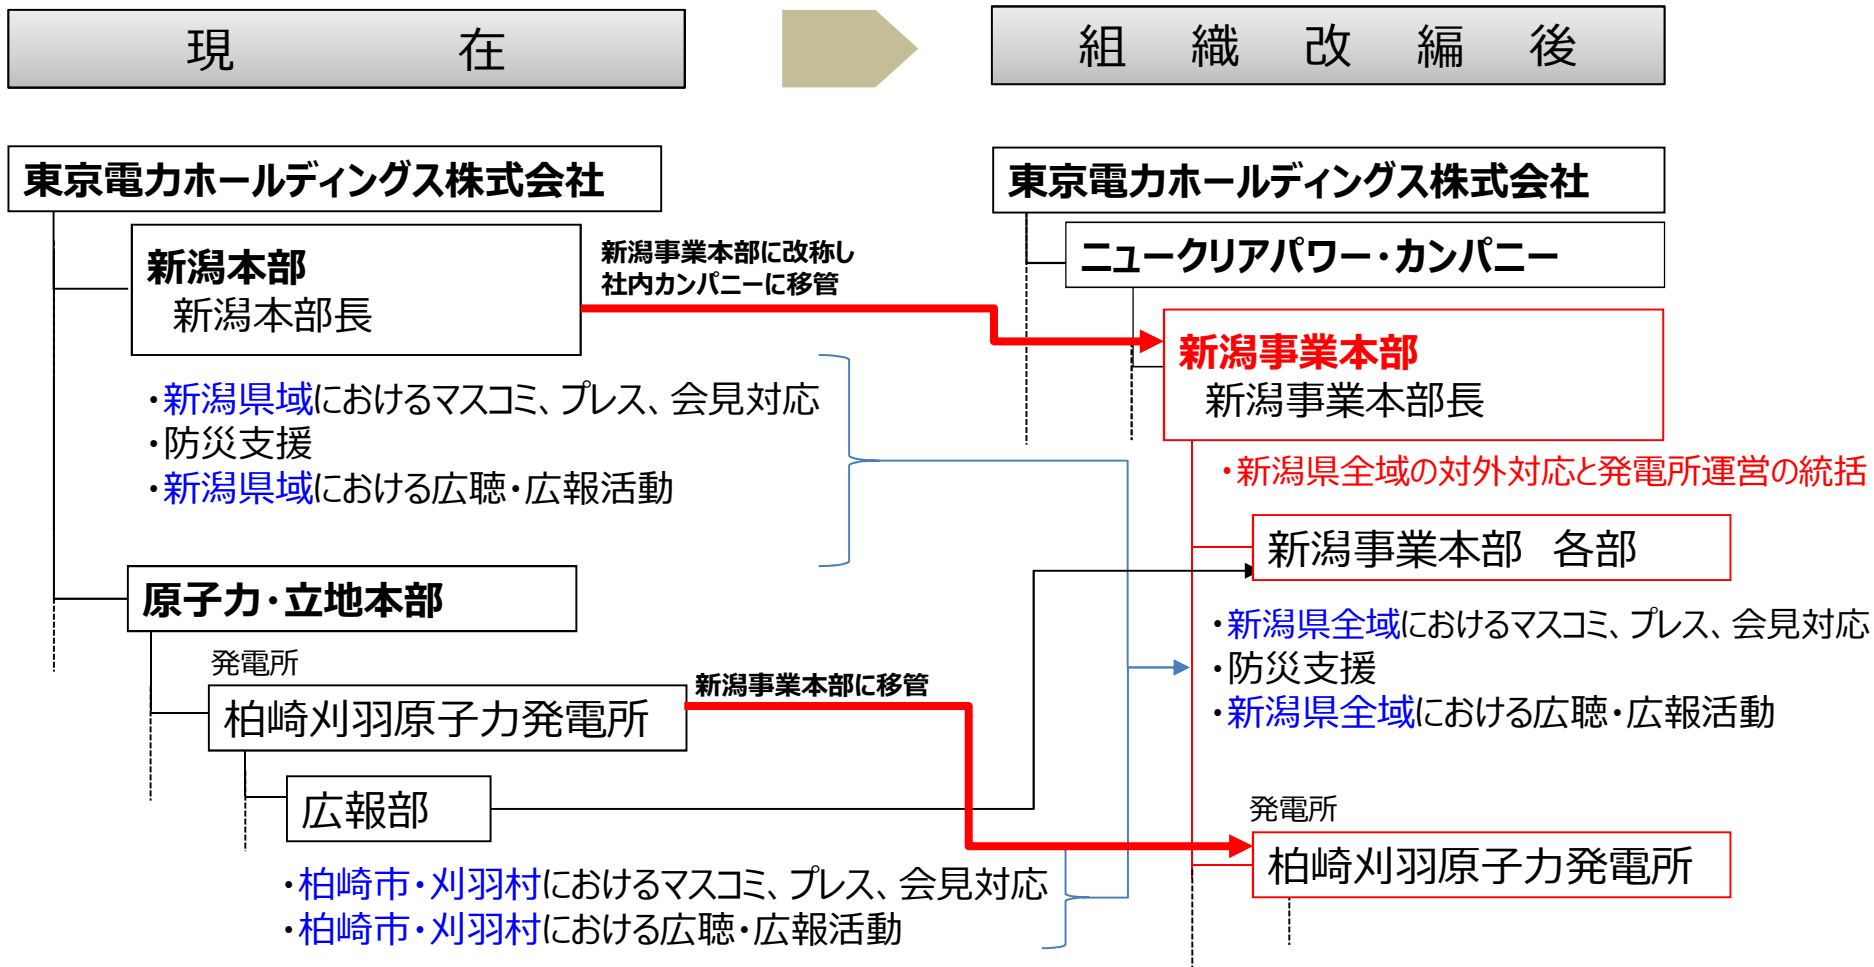 現在
組織改編後
東京電力ホールディングス株式会社
新潟本部
新潟本部長
・新潟県域におけるマスコミ、プレス、会見対応
・防災支援
・新潟県域における広聴・広報活動
原子力・立地本部
発電所
柏崎刈羽原子力発電所
広報部
・柏崎市・刈羽村におけるマスコミ、プレス、会見対応
・柏崎市・刈羽村における広聴・広報活動
新潟事業本部に改称し
社内カンパニーに移管
新潟事業本部に移管
東京電力ホールディングス株式会社
ニュークリアパワー・カンパニー
新潟事業本部
新潟事業本部長
・新潟県全域の対外対応と発電所運営の統括
新潟事業本部　各部
・新潟県全域におけるマスコミ、プレス、会見対応
・防災支援
・新潟県全域における広聴・広報活動
発電所
柏崎刈羽原子力発電所